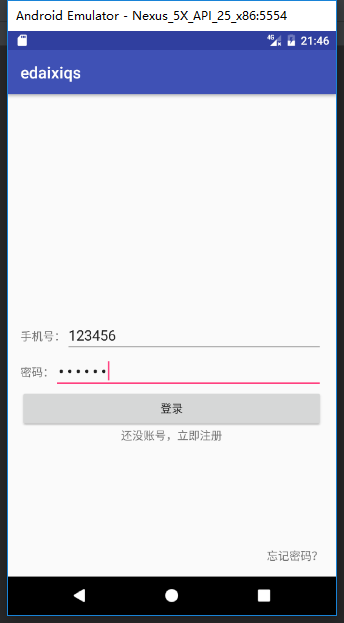 Android Emulator - Nexus_5X_API_25_x86:5554
4G 21:46
edaixiqs
手机号： 123456
密码： ••••••
登录
还没账号，立即注册
忘记密码？